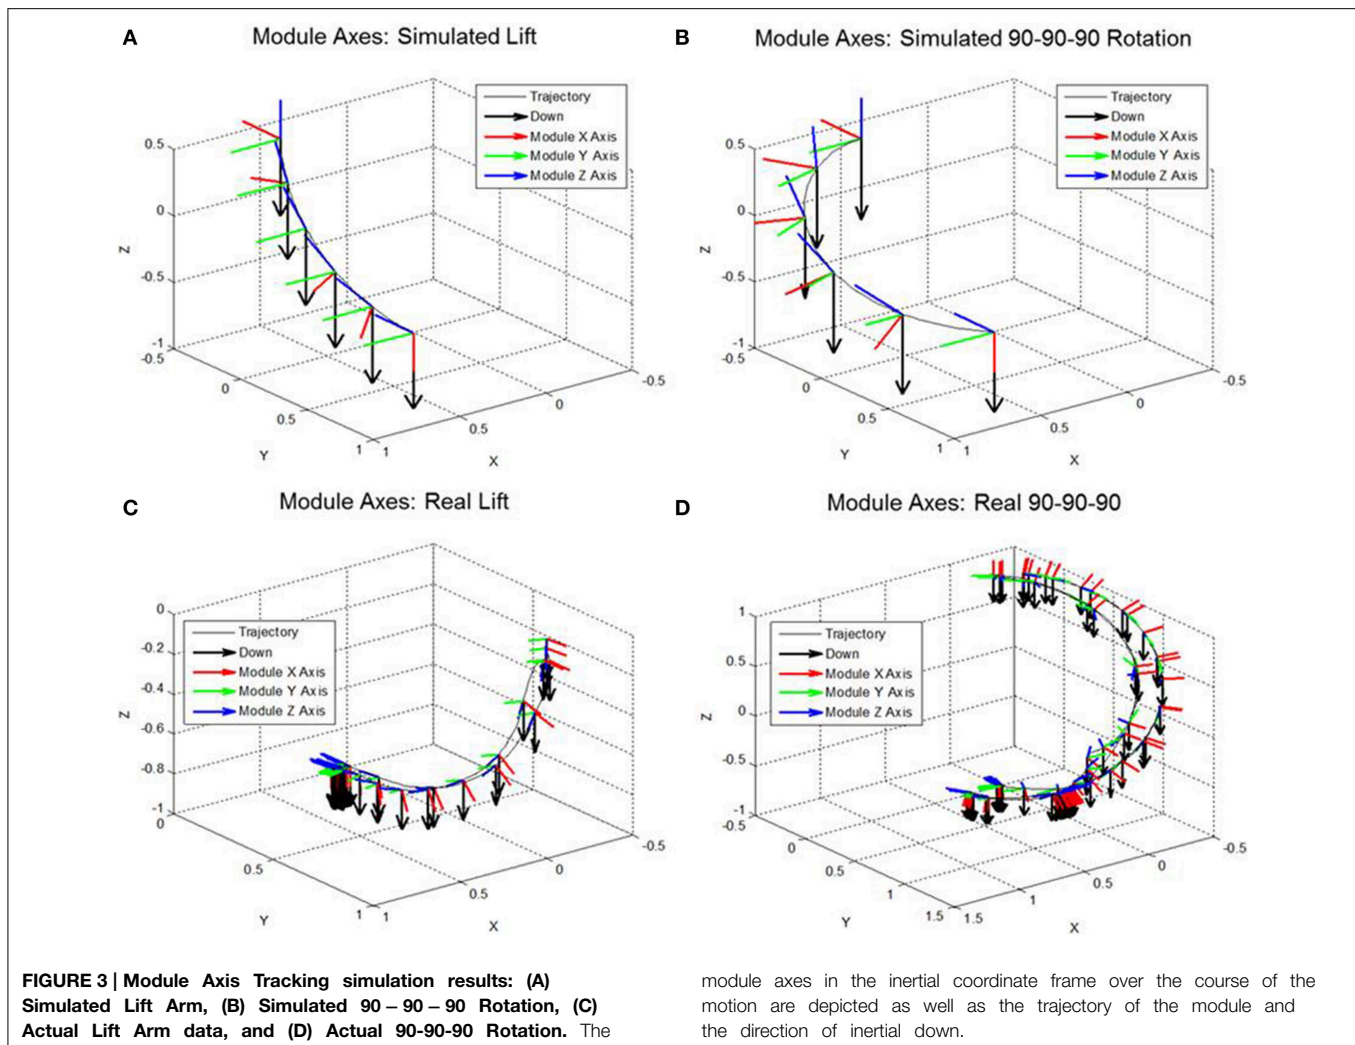 A
Module Axes: Simulated Lift
Trajectory
Down
Module X Axis
Module Y Axis
Module Z Axis
0.5
0
-0.5
-1
Z
-0.5
0
0.5
1
Y
1
0.5
0
-0.5
X
B
Module Axes: Simulated 90-90-90 Rotation
Trajectory
Down
Module X Axis
Module Y Axis
Module Z Axis
0.5
0
-0.5
-1
Z
-0.5
0
0.5
1
Y
1
0.5
0
-0.5
X
C
Module Axes: Real Lift
Trajectory
Down
Module X Axis
Module Y Axis
Module Z Axis
0
-0.2
-0.4
-0.6
-0.8
-1
Z
0
0.5
1
Y
1
0.5
0
-0.5
X
D
Module Axes: Real 90-90-90
Trajectory
Down
Module X Axis
Module Y Axis
Module Z Axis
1
0.5
0
-0.5
-1
Z
-0.5
0
0.5
1
1.5
Y
1.5
1
0.5
0
-0.5
X
FIGURE 3 | Module Axis Tracking simulation results: (A)
Simulated Lift Arm, (B) Simulated 90 – 90 – 90 Rotation, (C)
Actual Lift Arm data, and (D) Actual 90-90-90 Rotation. The
module axes in the inertial coordinate frame over the course of the
motion are depicted as well as the trajectory of the module and
the direction of inertial down.